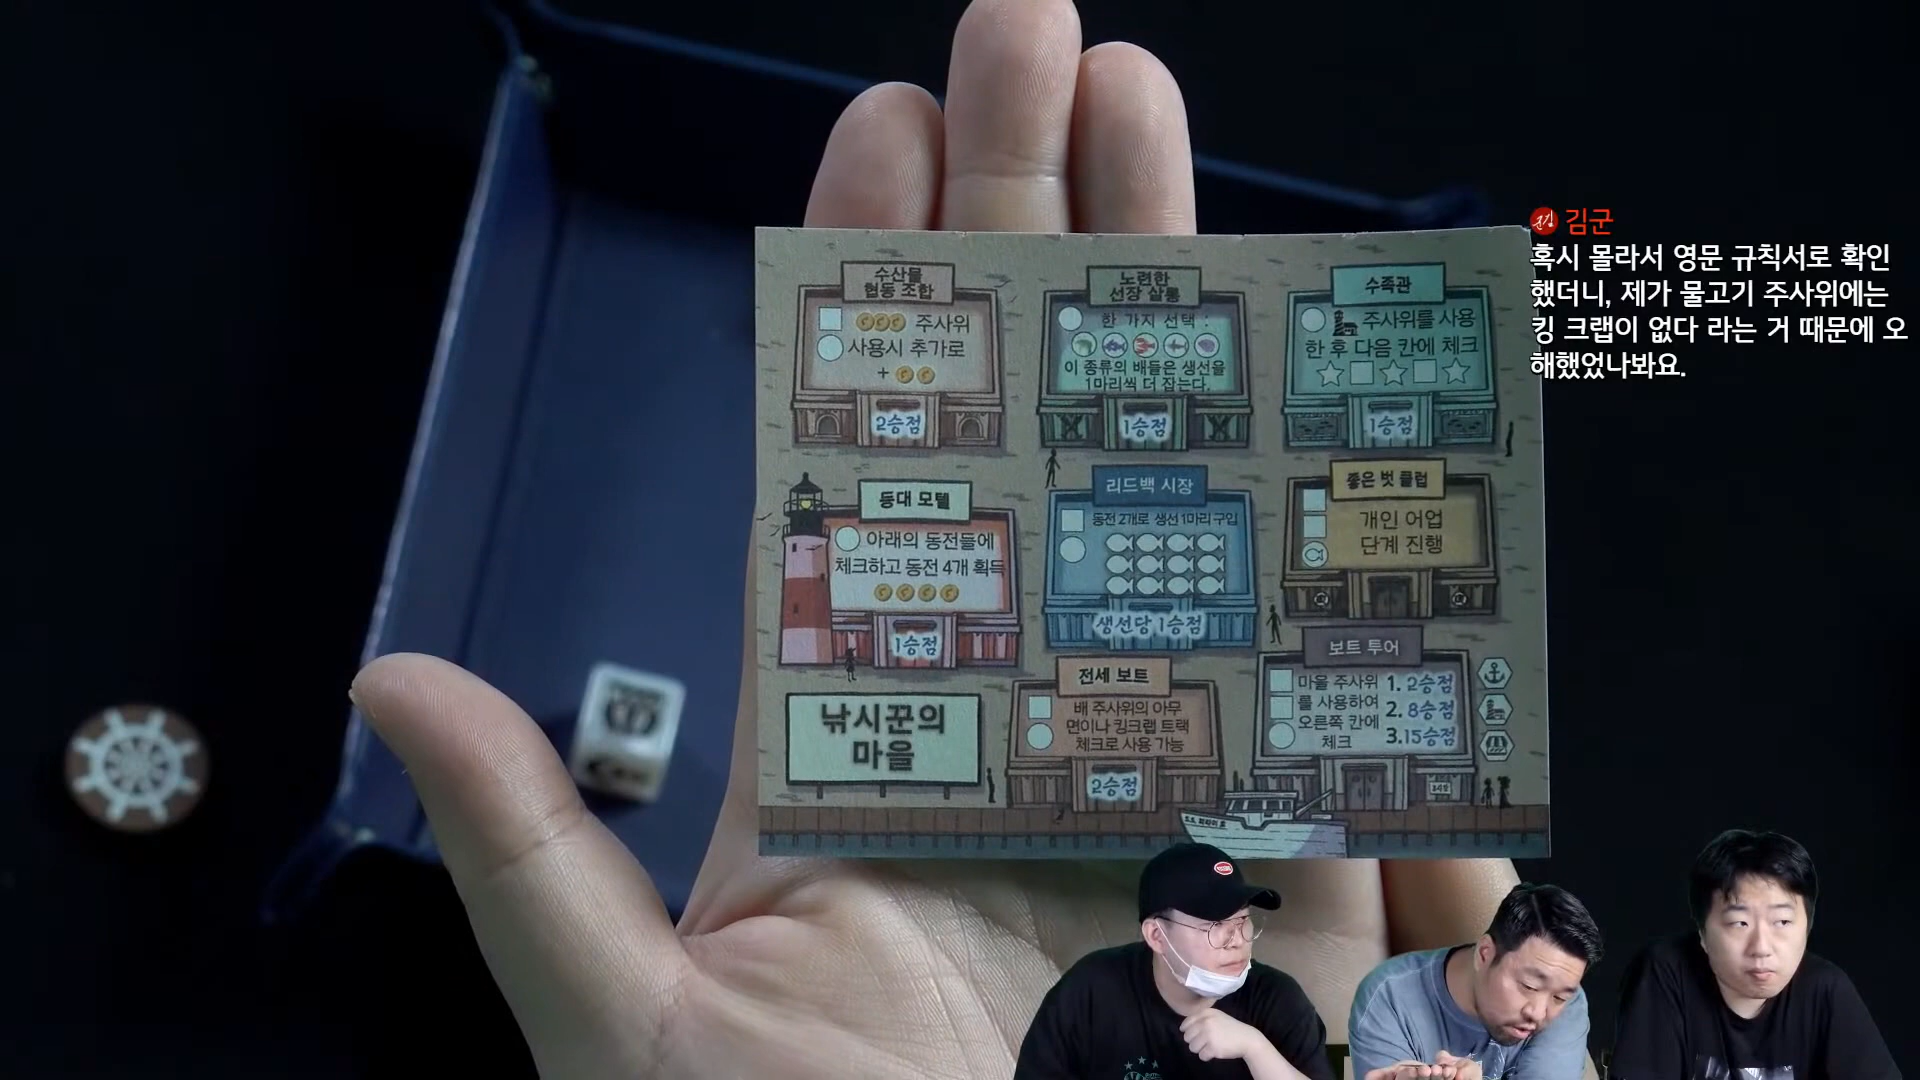 김군
혹시 몰라서 영문 규칙서로 확인
했더니, 제가 물고기 주사위에는
킹 크랩이 없다 라는 거 때문에 오
해했었나봐요.
수산물
협동 조합
주사위
사용시 추가로
+
2승점
노련한
선장 살롱
한 가지 선택 :
이 종류의 배들은 생선을
1마리씩 더 잡는다.
1승점
수족관
주사위를 사용
한 후 다음 칸에 체크
1승점
등대 모텔
아래의 동전들에
체크하고 동전 4개 획득
1승점
리드백 시장
동전 2개로 생선 1마리 구입
생선당 1승점
좋은 벗 클럽
개인 어업
단계 진행
낚시꾼의
마을
전세 보트
배 주사위의 아무
면이나 킹크랩 트랙
체크로 사용 가능
2승점
보트 투어
마을 주사위
를 사용하여
오른쪽 칸에
체크
1. 2승점
2. 8승점
3. 15승점